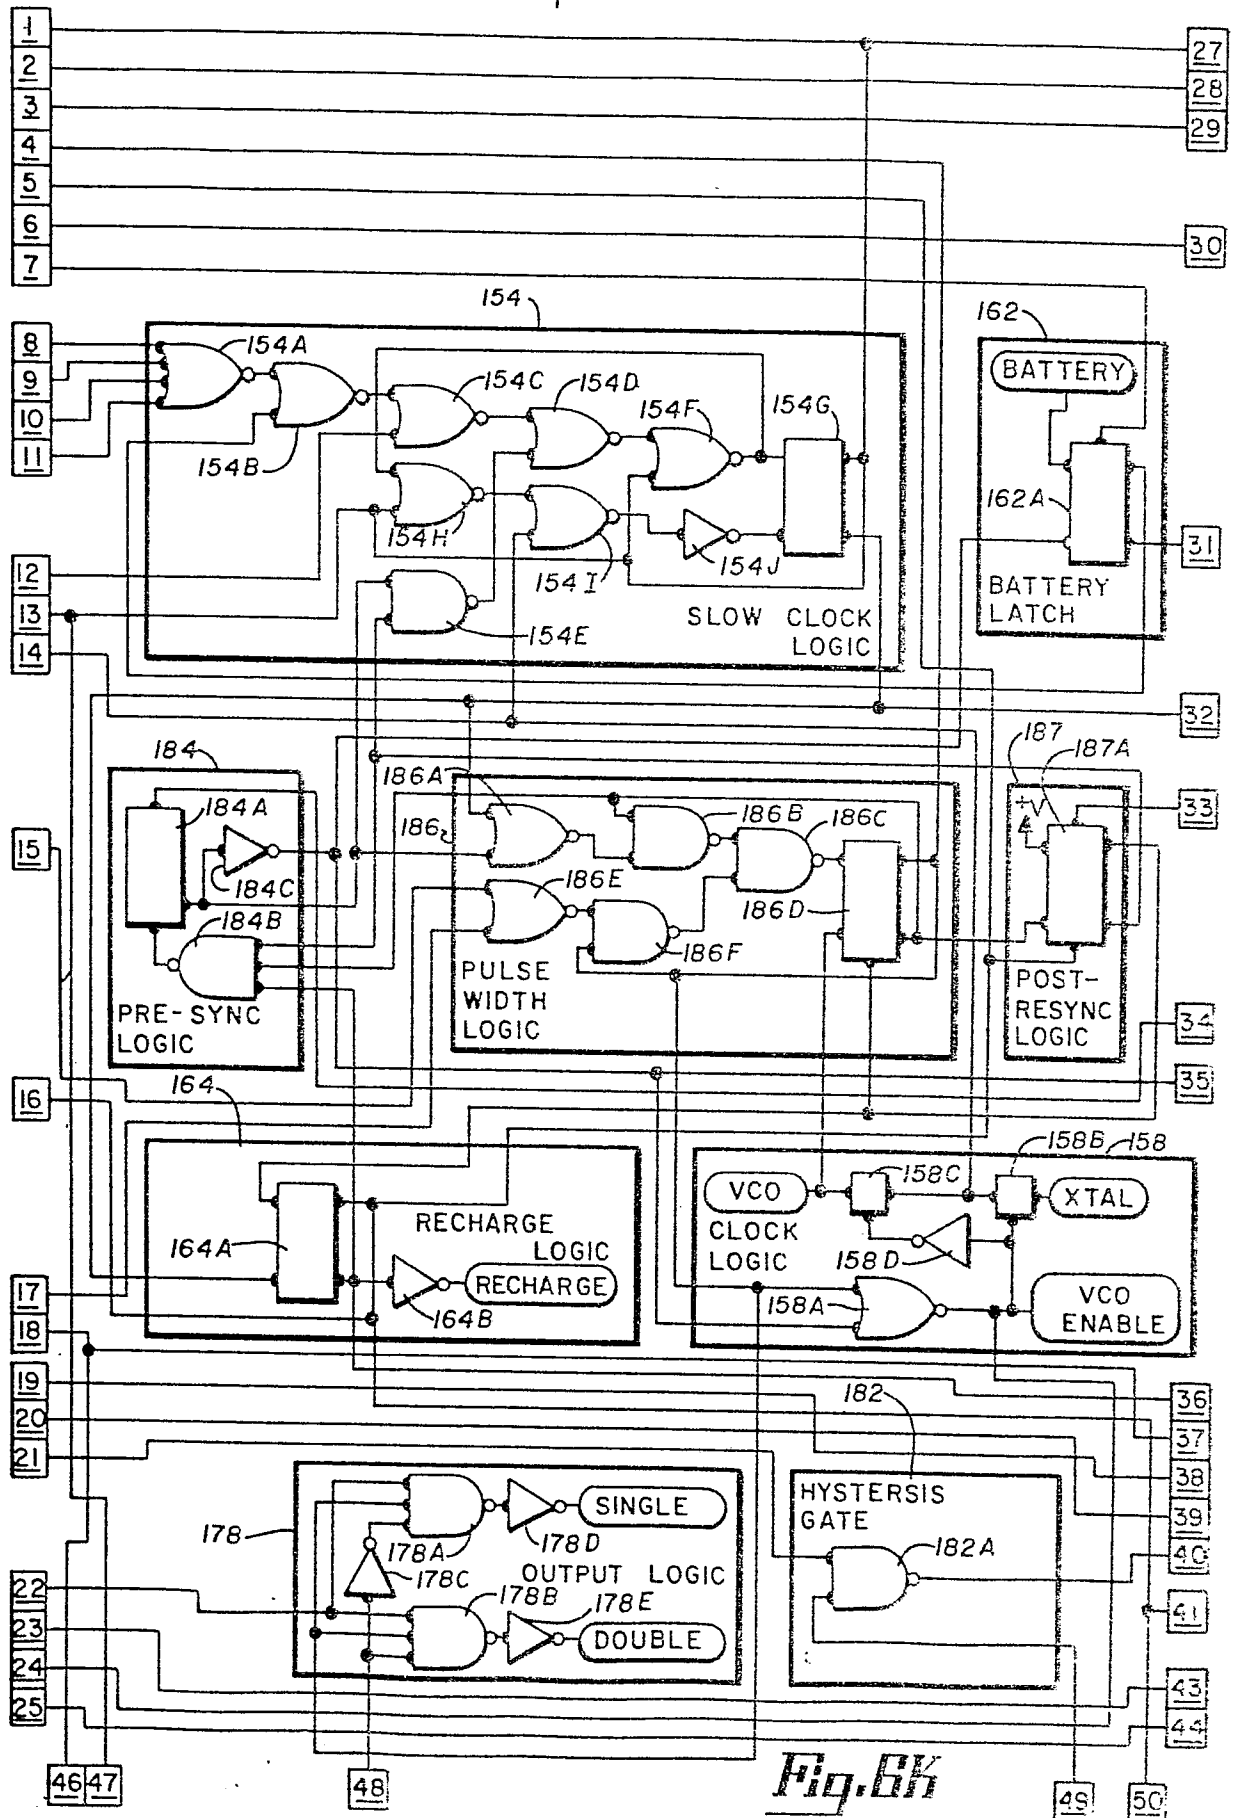 1
27
2
28
3
29
4
5
6
30
7
154
162
8
154A
BATTERY
9
154C
154D
154G
10
154F
11
154B
162A
154H
31
12
154I
154J
BATTERY
LATCH
13
154E
SLOW CLOCK
LOGIC
14
32
184
186A
187
187A
184A
186B
186C
+V
33
15
186
184C
186E
184B
186D
186F
PULSE
WIDTH
LOGIC
POST-
RESYNC
LOGIC
PRE-SYNC
LOGIC
34
35
16
164
158B
158
158C
VCO
XTAL
RECHARGE
LOGIC
CLOCK
LOGIC
164A
158D
RECHARGE
17
158A
VCO
ENABLE
164B
18
19
182
36
20
37
21
38
HYSTERSIS
GATE
SINGLE
39
178
178A
178D
182A
40
178C
OUTPUT LOGIC
22
178B
178E
41
23
DOUBLE
24
43
25
44
46
47
48
Fig. 6K
49
50